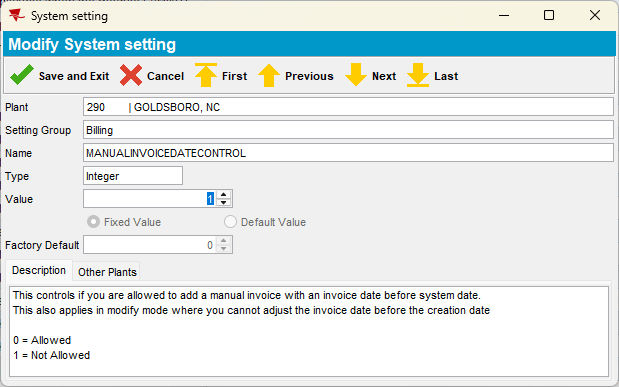 System setting
Modify System setting
Save and Exit Cancel First Previous Next Last
Plant 290 | GOLDSBORO, NC
Setting Group Billing
Name MANUALINVOICEDATECONTROL
Type Integer
Value 1
Fixed Value Default Value
Factory Default 0
Description Other Plants
This controls if you are allowed to add a manual invoice with an invoice date before system date.
This also applies in modify mode where you cannot adjust the invoice date before the creation date
0 = Allowed
1 = Not Allowed